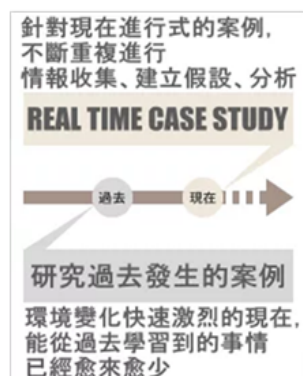 針對現在進行式的案例,
不斷重複進行
情報收集、建立假設、分析
REAL TIME CASE STUDY
過去
現在
研究過去發生的案例
環境變化快速激烈的現在,
能從過去學習到的事情
已經愈來愈少